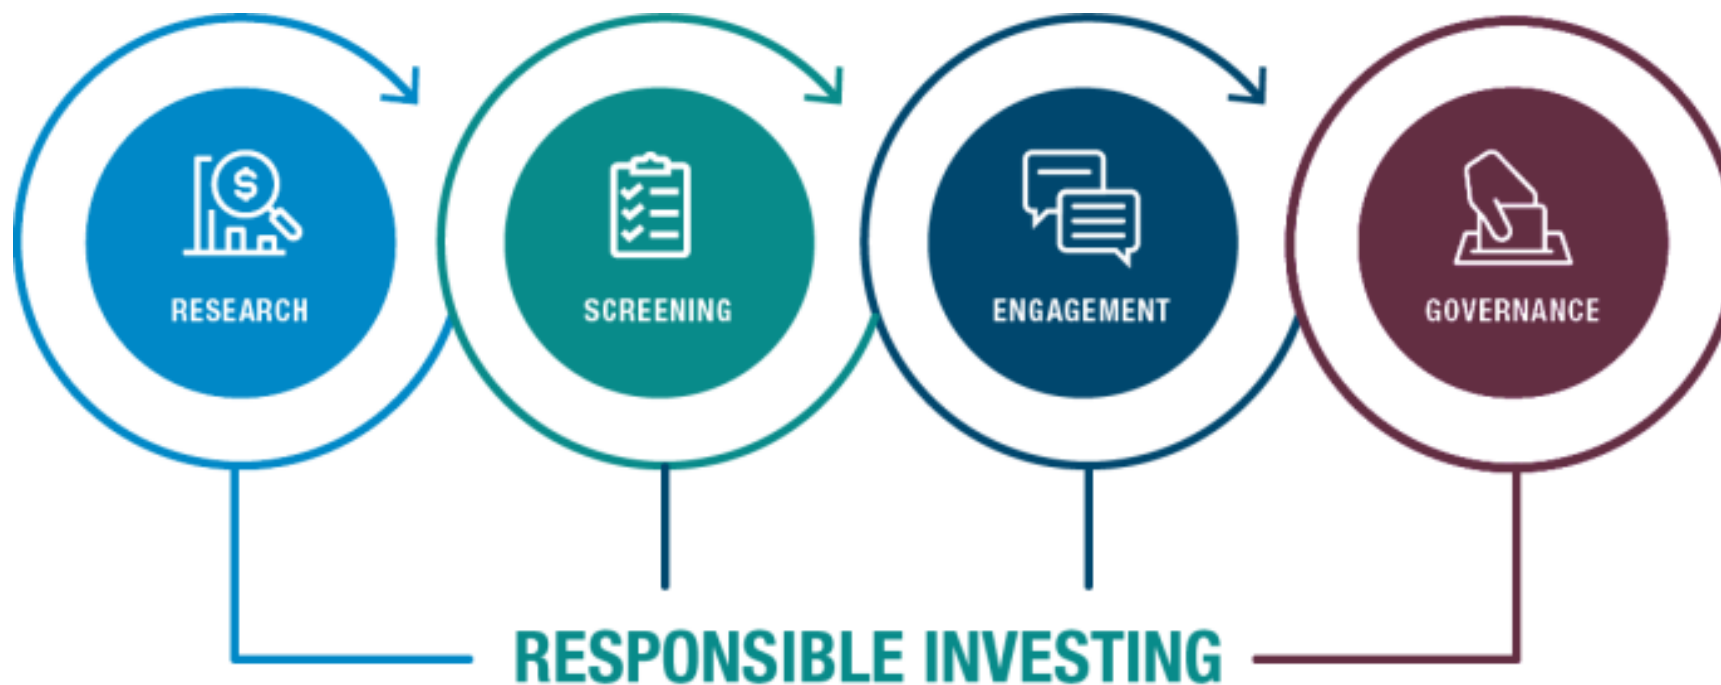 RESEARCH
SCREENING
ENGAGEMENT
GOVERNANCE
RESPONSIBLE INVESTING